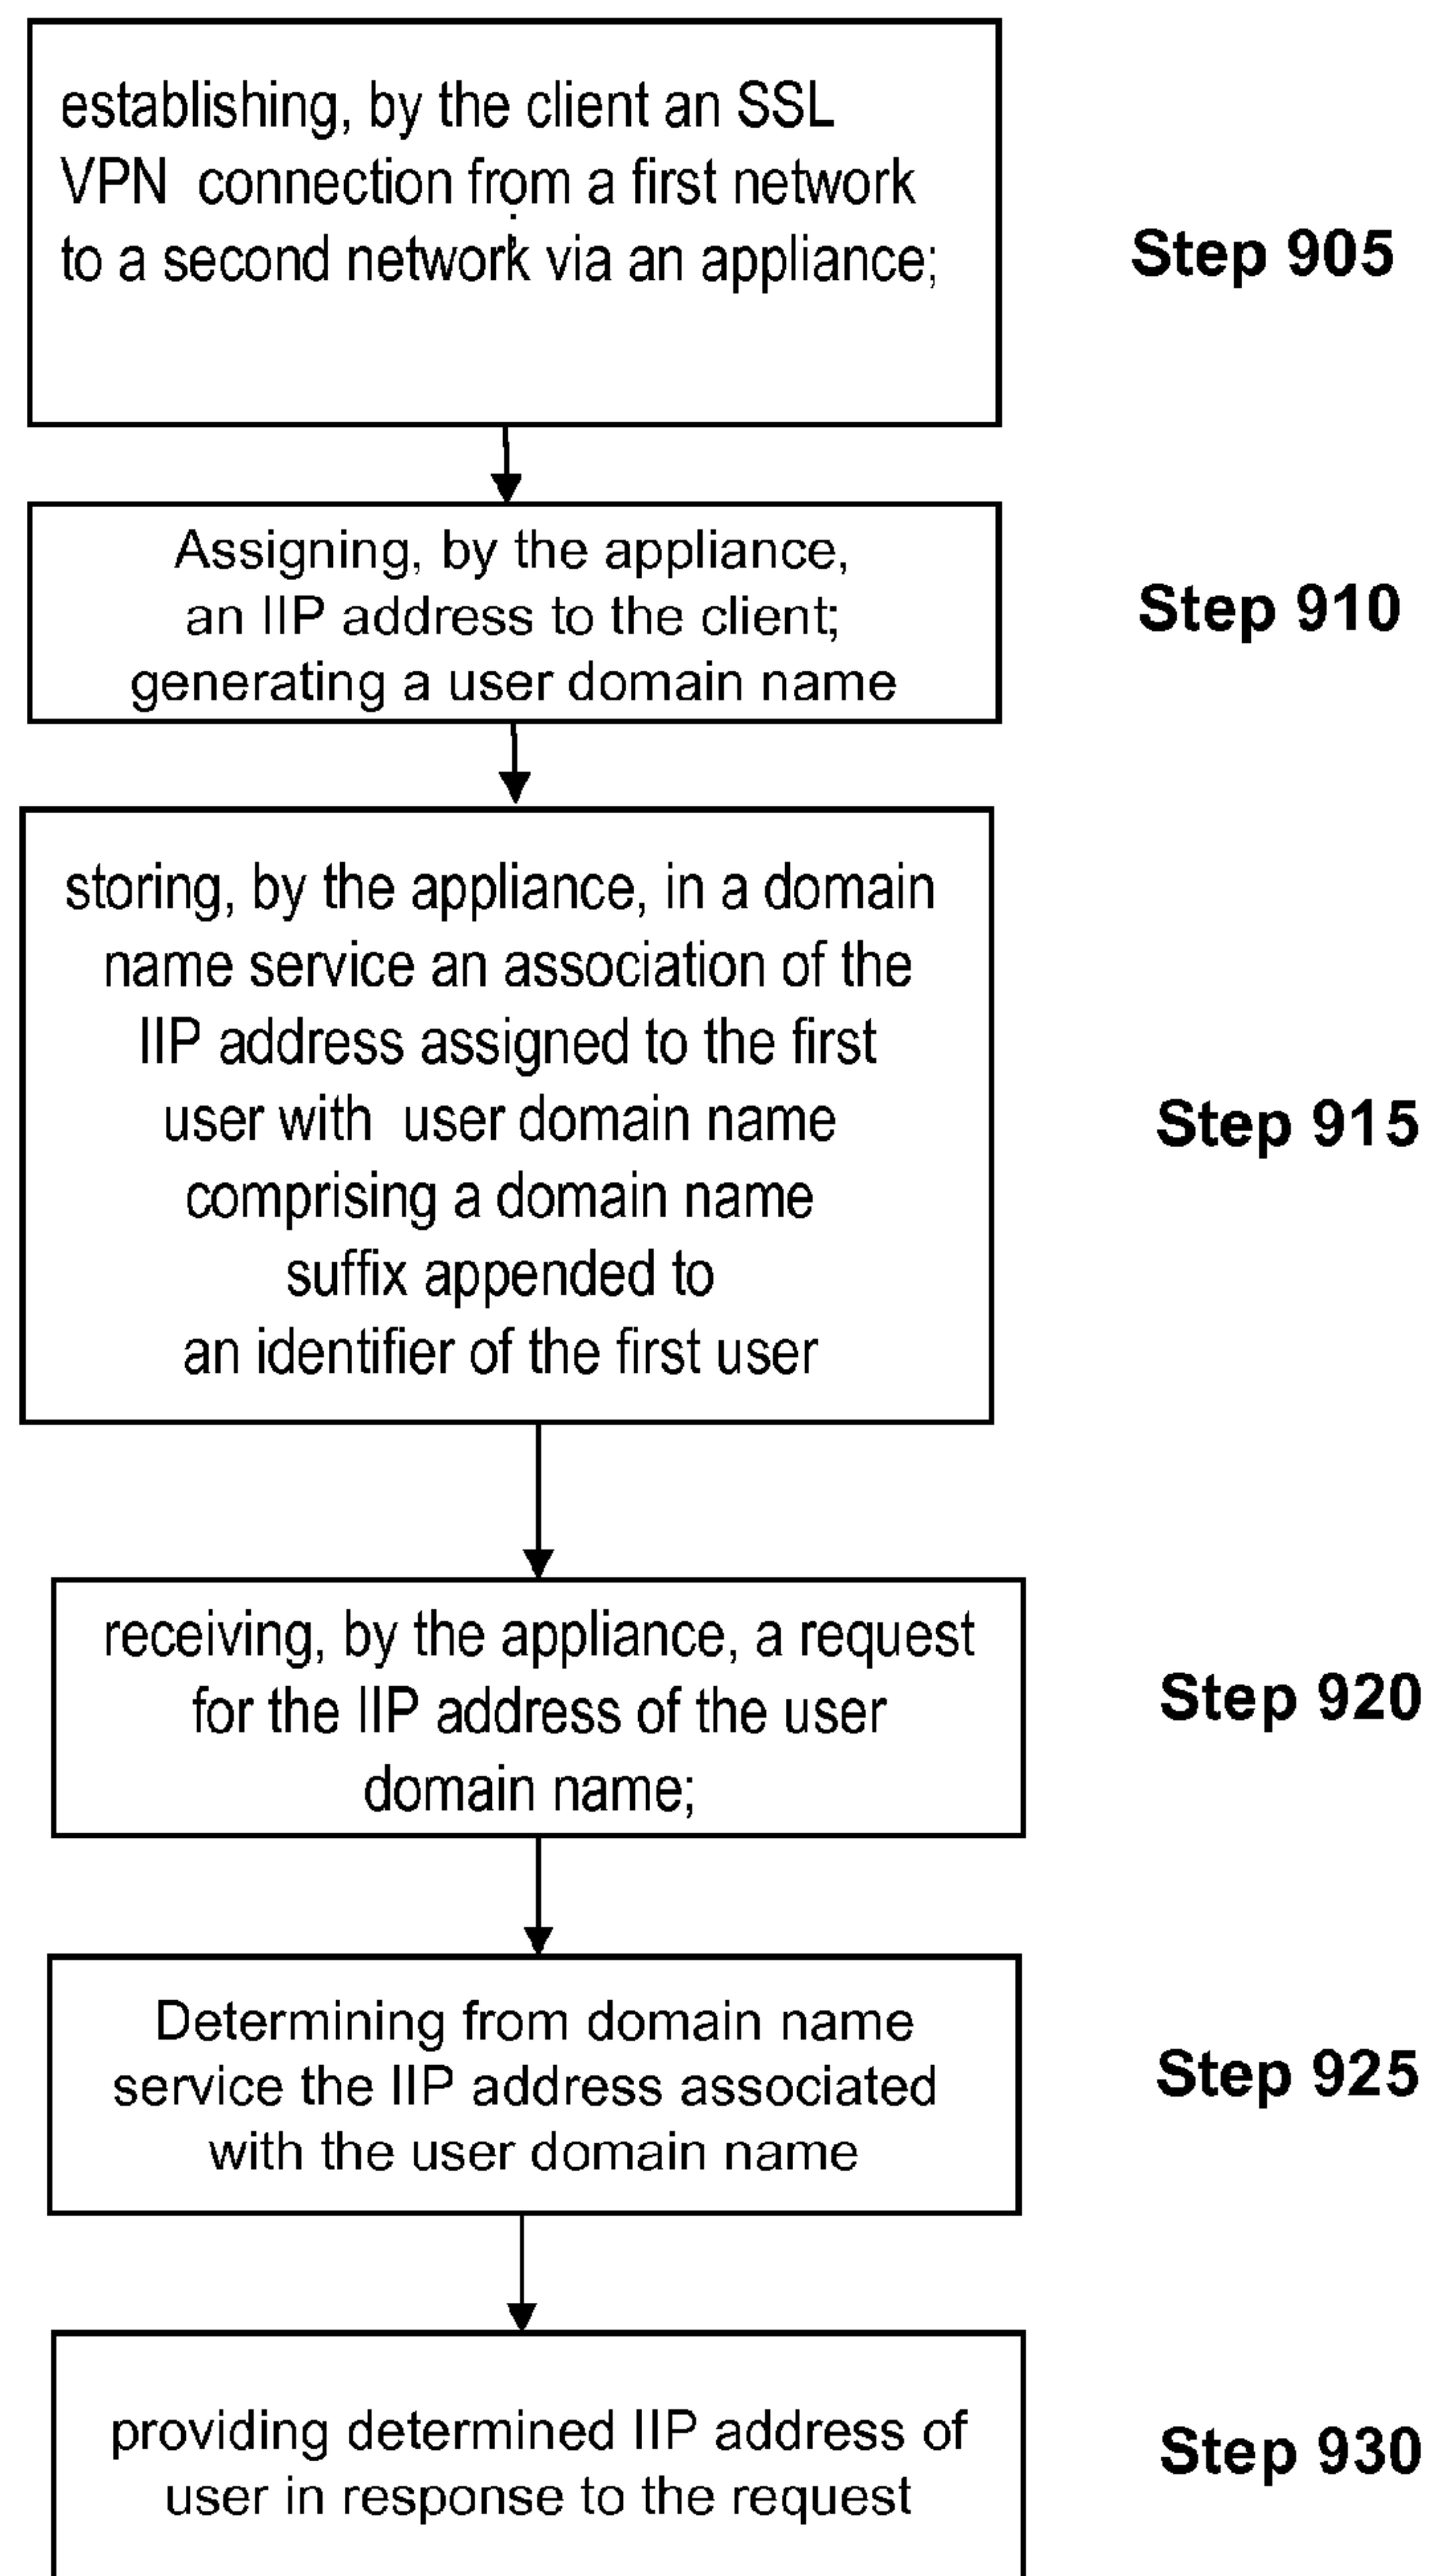 establishing, by the client an SSL
VPN connection from a first network
to a second network via an appliance;
Step 905
Assigning, by the appliance,
an IIP address to the client;
generating a user domain name
Step 910
storing, by the appliance, in a domain
name service an association of the
IIP address assigned to the first
user with user domain name
comprising a domain name
suffix appended to
an identifier of the first user
Step 915
receiving, by the appliance, a request
for the IIP address of the user
domain name;
Step 920
Determining from domain name
service the IIP address associated
with the user domain name
Step 925
providing determined IIP address of
user in response to the request
Step 930